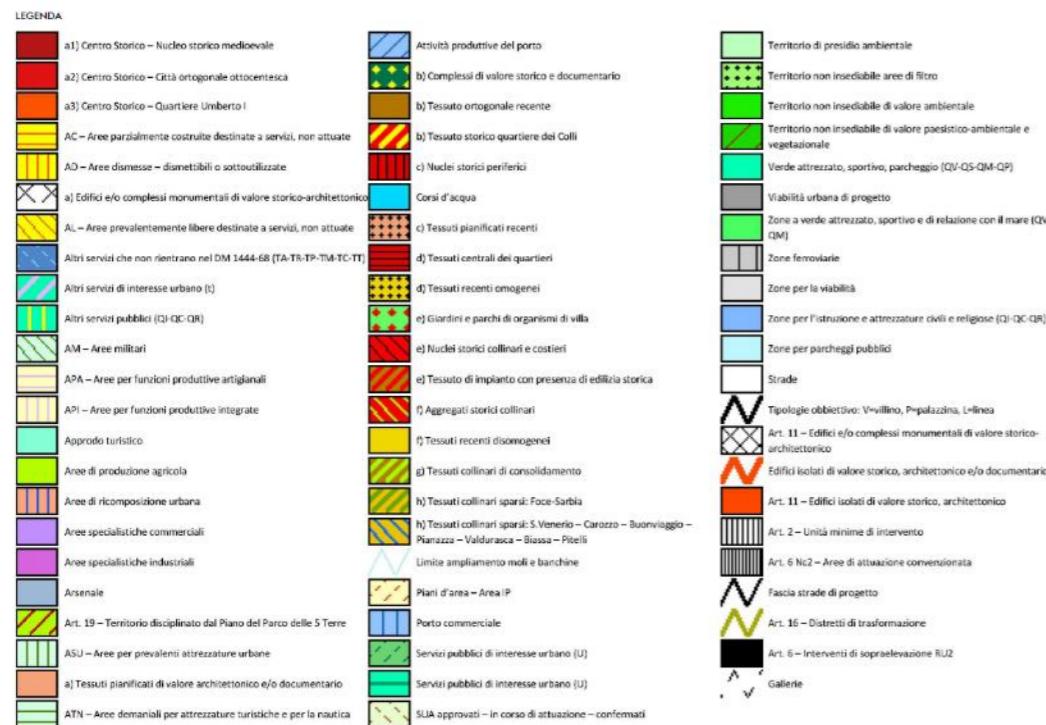 LEGENDA
a1) Centro Storico – Nucleo storico medioevale
a2) Centro Storico – Città ortogonale ottocentesca
a3) Centro Storico – Quartiere Umberto I
AC – Aree parzialmente costruite destinate a servizi, non attuate
AD – Aree dismesse – dismettibili o sottoutilizzate
a) Edifici e/o complessi monumentali di valore storico-architettonico
AL – Aree prevalentemente libere destinate a servizi, non attuate
Altri servizi che non rientrano nel DM 1444-68 (TA-TR-TP-TM-TC-TT)
Altri servizi di interesse urbano (t)
Altri servizi pubblici (QI-QC-QR)
AM – Aree militari
APA – Aree per funzioni produttive artigianali
API – Aree per funzioni produttive integrate
Approdo turistico
Aree di produzione agricola
Aree di ricomposizione urbana
Aree specialistiche commerciali
Aree specialistiche industriali
Arsenale
Art. 19 – Territorio disciplinato dal Piano del Parco delle 5 Terre
ASU – Aree per prevalenti attrezzature urbane
a) Tessuti pianificati di valore architettonico e/o documentario
ATN – Aree demaniali per attrezzature turistiche e per la nautica
Attività produttive del porto
b) Complessi di valore storico e documentario
b) Tessuto ortogonale recente
b) Tessuto storico quartiere dei Colli
c) Nuclei storici periferici
Corsi d'acqua
c) Tessuti pianificati recenti
d) Tessuti centrali dei quartieri
d) Tessuti recenti omogenei
e) Giardini e parchi di organismi di villa
e) Nuclei storici collinari e costieri
e) Tessuto di impianto con presenza di edilizia storica
f) Aggregati storici collinari
f) Tessuti recenti disomogenei
g) Tessuti collinari di consolidamento
h) Tessuti collinari sparsi: Foce-Sarbia
h) Tessuti collinari sparsi: S.Venerio – Carozzo – Buonviaggio –
Pianazza – Valdurasca – Biassa – Pitelli
Limite ampliamento moli e banchine
Piani d'area – Area IP
Porto commerciale
Servizi pubblici di interesse urbano (U)
Servizi pubblici di interesse urbano (U)
SUA approvati – in corso di attuazione – confermati
Territorio di presidio ambientale
Territorio non insediabile aree di filtro
Territorio non insediabile di valore ambientale
Territorio non insediabile di valore paesistico-ambientale e
vegetazionale
Verde attrezzato, sportivo, parcheggio (QV-QS-QM-QP)
Viabilità urbana di progetto
Zone a verde attrezzato, sportivo e di relazione con il mare (QV
QM)
Zone ferroviarie
Zone per la viabilità
Zone per l'istruzione e attrezzature civili e religiose (QI-QC-QR)
Zone per parcheggi pubblici
Strade
Tipologie obbiettivo: V=villino, P=palazzina, L=linea
Art. 11 – Edifici e/o complessi monumentali di valore storico-
architettonico
Edifici isolati di valore storico, architettonico e/o documentario
Art. 11 – Edifici isolati di valore storico, architettonico
Art. 2 – Unità minime di intervento
Art. 6 Nc2 – Aree di attuazione convenzionata
Fascia strade di progetto
Art. 16 – Distretti di trasformazione
Art. 6 – Interventi di sopraelevazione RU2
Gallerie